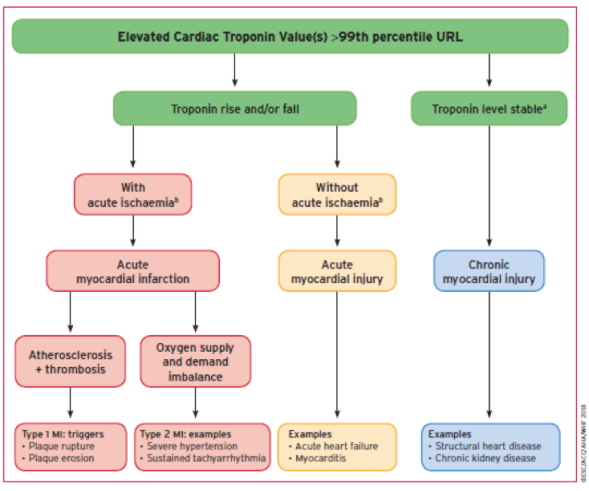 Elevated Cardiac Troponin Value(s) >99th percentile URL
Troponin rise and/or fall
Troponin level stableᵃ
With
acute ischaemiaᵇ
Without
acute ischaemiaᵇ
Acute
myocardial infarction
Acute
myocardial injury
Chronic
myocardial injury
Atherosclerosis
+ thrombosis
Oxygen supply
and demand
imbalance
Type 1 MI: triggers
• Plaque rupture
• Plaque erosion
Type 2 MI: examples
• Severe hypertension
• Sustained tachyarrhythmia
Examples
• Acute heart failure
• Myocarditis
Examples
• Structural heart disease
• Chronic kidney disease
©ESC/ACC/AHA/WHF 2018